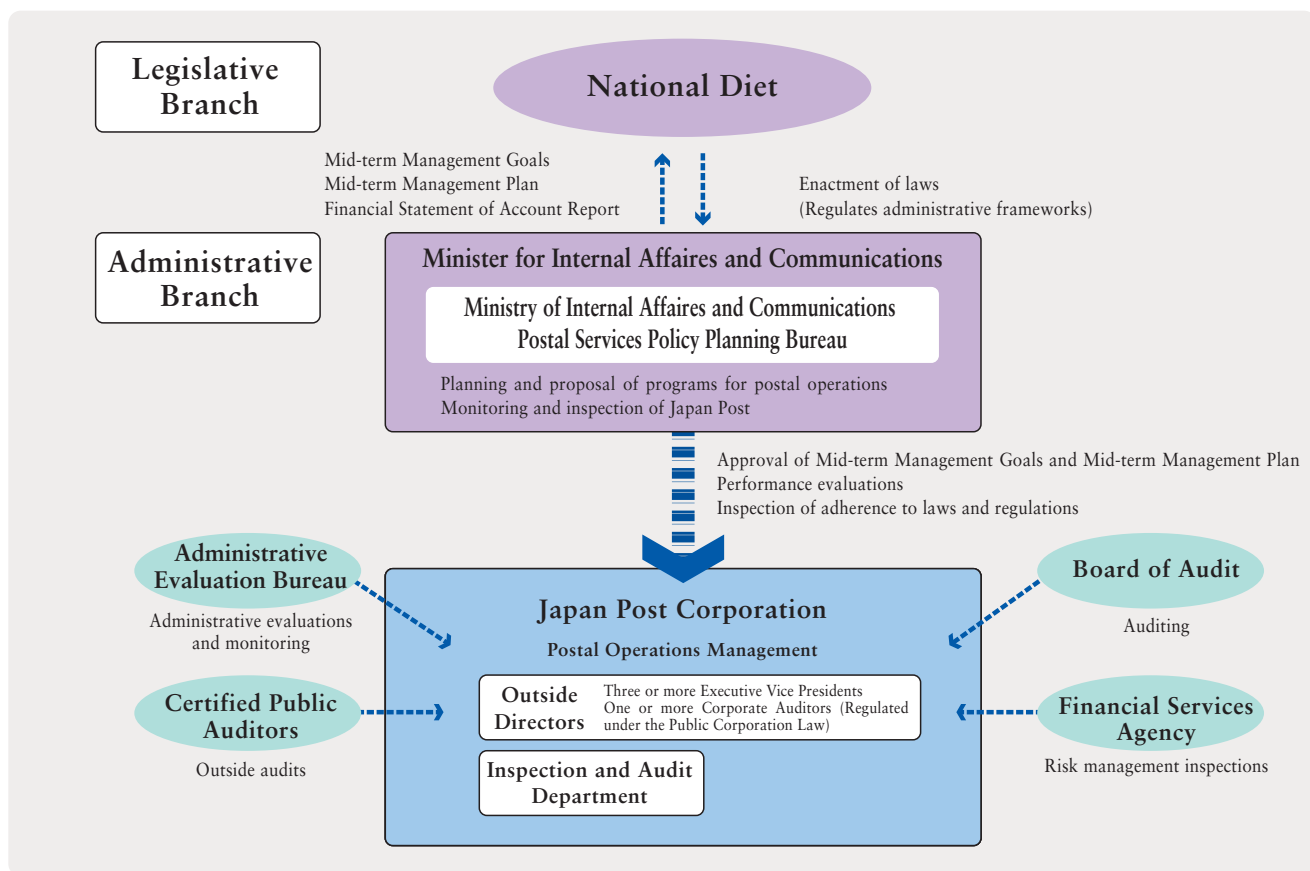 Legislative
Branch
National Diet
Mid-term Management Goals
Mid-term Management Plan
Financial Statement of Account Report
Enactment of laws
(Regulates administrative frameworks)
Administrative
Branch
Minister for Internal Affaires and Communications
Ministry of Internal Affaires and Communications
Postal Services Policy Planning Bureau
Planning and proposal of programs for postal operations
Monitoring and inspection of Japan Post
Approval of Mid-term Management Goals and Mid-term Management Plan
Performance evaluations
Inspection of adherence to laws and regulations
Administrative
Evaluation Bureau
Administrative evaluations
and monitoring
Certified Public
Auditors
Outside audits
Japan Post Corporation
Postal Operations Management
Outside
Directors
Three or more Executive Vice Presidents
One or more Corporate Auditors (Regulated
under the Public Corporation Law)
Inspection and Audit
Department
Board of Audit
Auditing
Financial Services
Agency
Risk management inspections